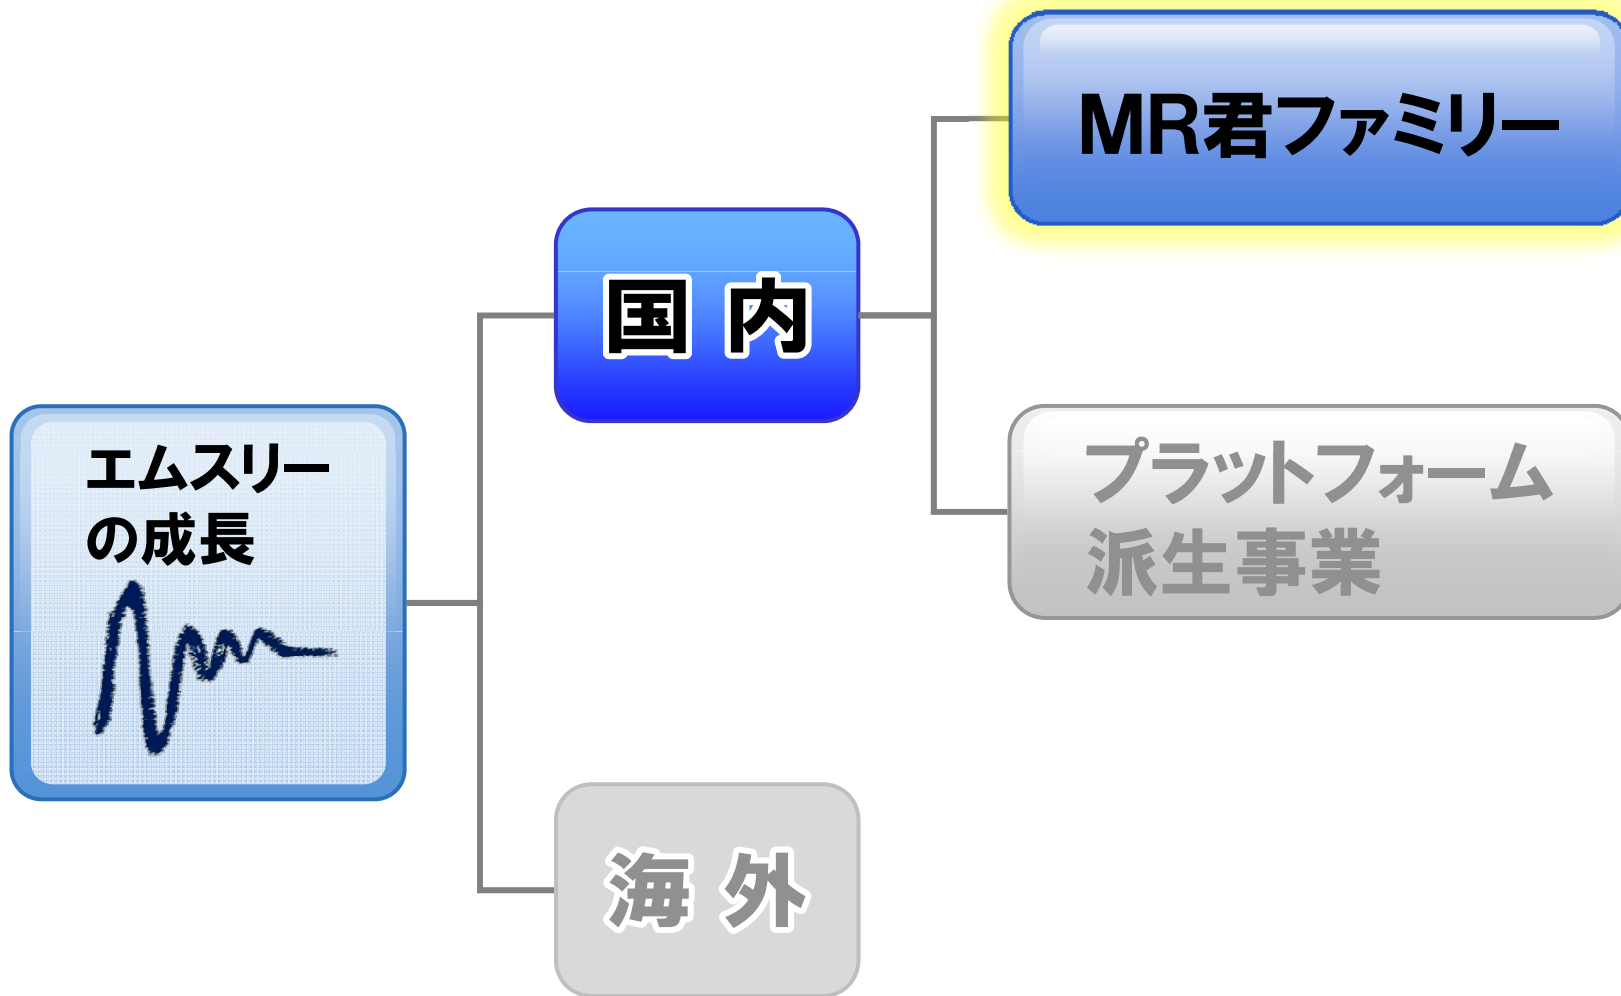 MR君ファミリー
国 内
エムスリー
の成長
プラットフォーム
派生事業
海 外